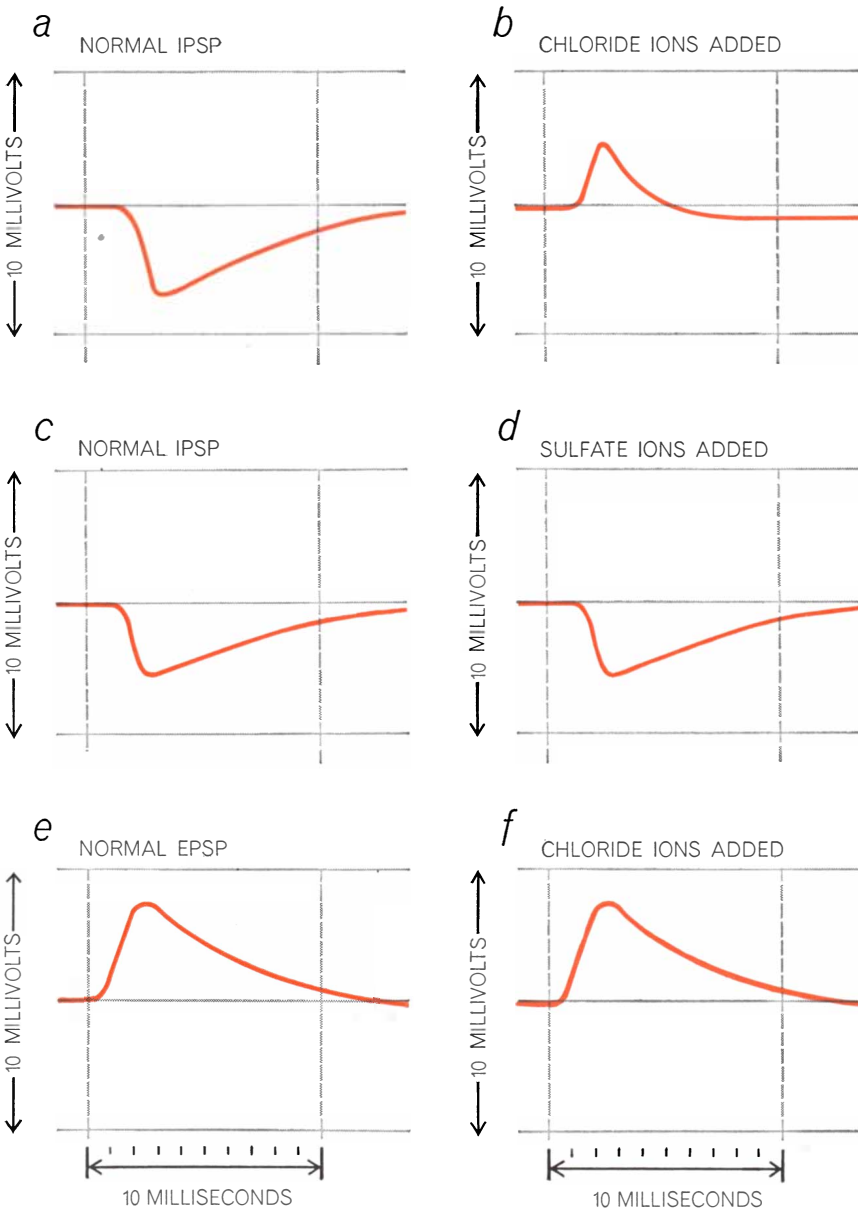 a NORMAL IPSP
10 MILLIVOLTS
b CHLORIDE IONS ADDED
10 MILLIVOLTS
c NORMAL IPSP
10 MILLIVOLTS
d SULFATE IONS ADDED
10 MILLIVOLTS
e NORMAL EPSP
10 MILLIVOLTS
10 MILLISECONDS
f CHLORIDE IONS ADDED
10 MILLIVOLTS
10 MILLISECONDS